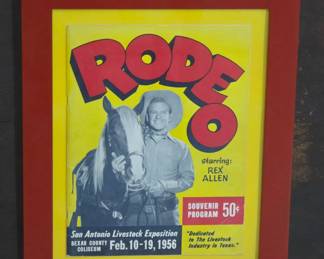 RODEO
starring:
REX
ALLEN
SOUVENIR
PROGRAM 50¢
San Antonio Livestock Exposition
BEXAR COUNTY
COLISEUM Feb. 10-19, 1956
"Dedicated
to The Livestock
Industry in Texas."